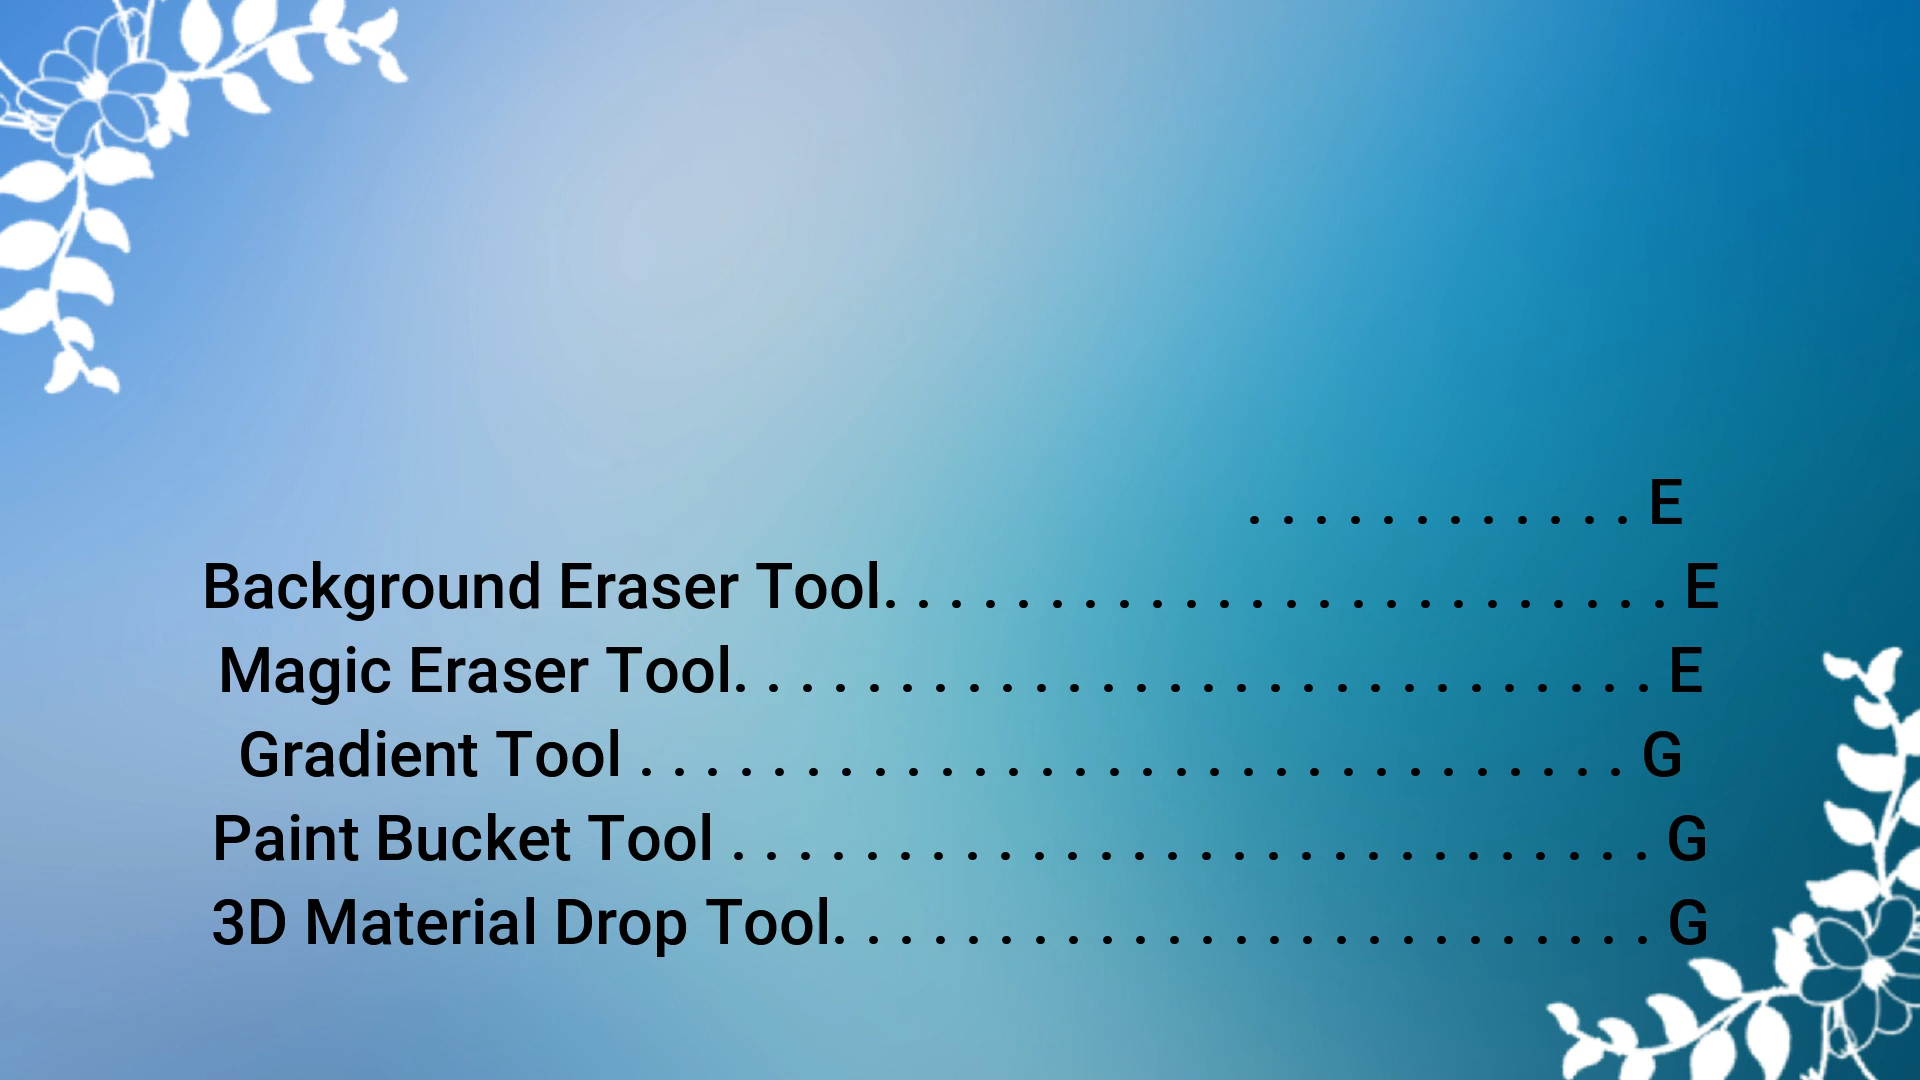 . . . . . . . . . . . . E
Background Eraser Tool. . . . . . . . . . . . . . . . . . . . . . . . E
Magic Eraser Tool. . . . . . . . . . . . . . . . . . . . . . . . . . . . E
Gradient Tool . . . . . . . . . . . . . . . . . . . . . . . . . . . . . . G
Paint Bucket Tool . . . . . . . . . . . . . . . . . . . . . . . . . . . . G
3D Material Drop Tool. . . . . . . . . . . . . . . . . . . . . . . . . G